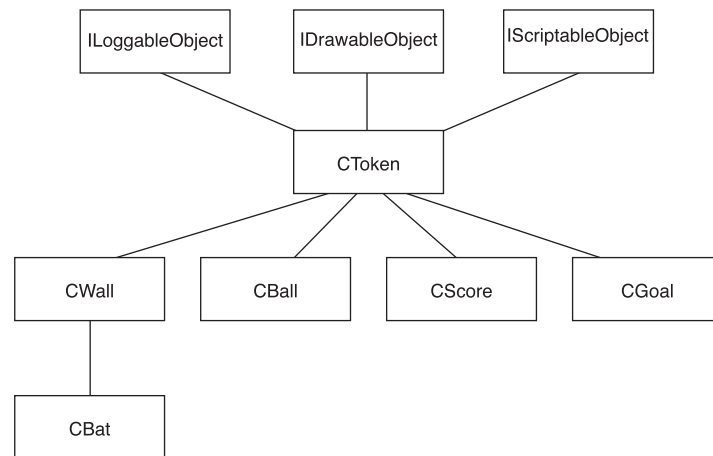 ILoggableObject
IDrawableObject
IScriptableObject
CToken
CWall
CBall
CScore
CGoal
CBat